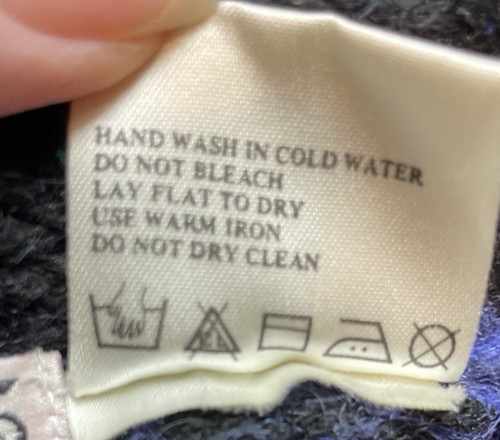 HAND WASH IN COLD WATER
DO NOT BLEACH
LAY FLAT TO DRY
USE WARM IRON
DO NOT DRY CLEAN